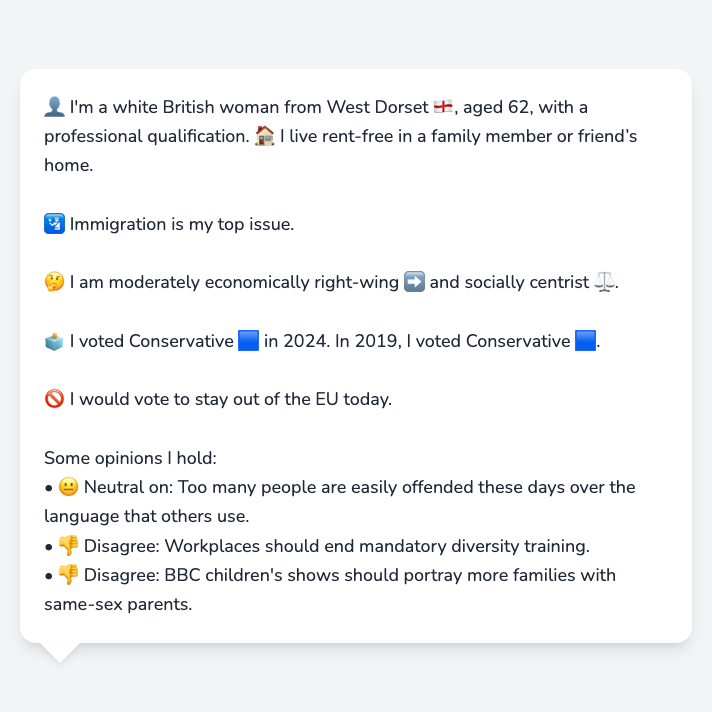 👤 I'm a white British woman from West Dorset 🏴󠁧󠁢󠁥󠁮󠁧󠁿, aged 62, with a
professional qualification. 🏠 I live rent-free in a family member or friend’s
home.
🛂 Immigration is my top issue.
🤔 I am moderately economically right-wing ➡️ and socially centrist ⚖️.
🗳️ I voted Conservative 🟦 in 2024. In 2019, I voted Conservative 🟦.
🚫 I would vote to stay out of the EU today.
Some opinions I hold:
• 😐 Neutral on: Too many people are easily offended these days over the
language that others use.
• 👎 Disagree: Workplaces should end mandatory diversity training.
• 👎 Disagree: BBC children's shows should portray more families with
same-sex parents.